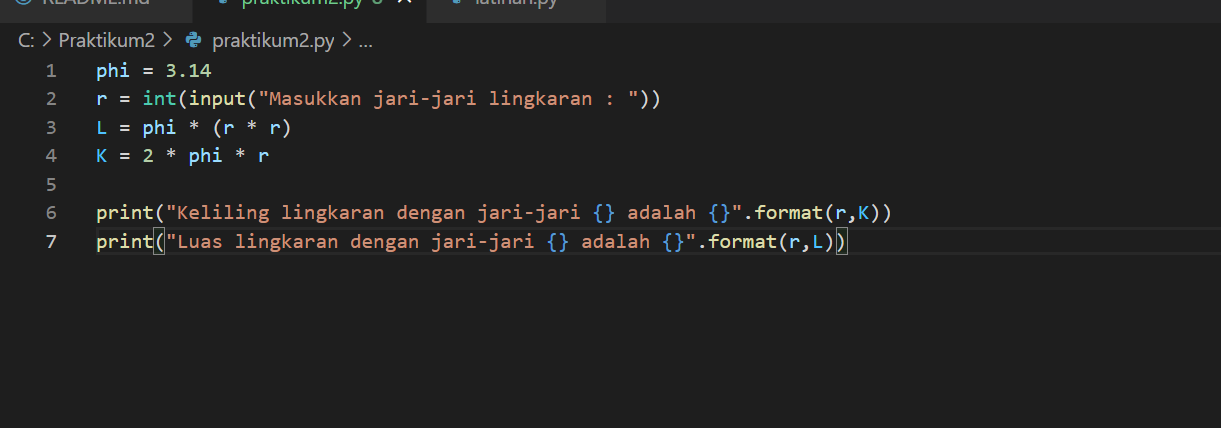 README.md praktikum2.py 6 latihan.py
C: > Praktikum2 > praktikum2.py > ...
1 phi = 3.14
2 r = int(input("Masukkan jari-jari lingkaran : "))
3 L = phi * (r * r)
4 K = 2 * phi * r
5
6 print("Keliling lingkaran dengan jari-jari {} adalah {}".format(r,K))
7 print("Luas lingkaran dengan jari-jari {} adalah {}".format(r,L))